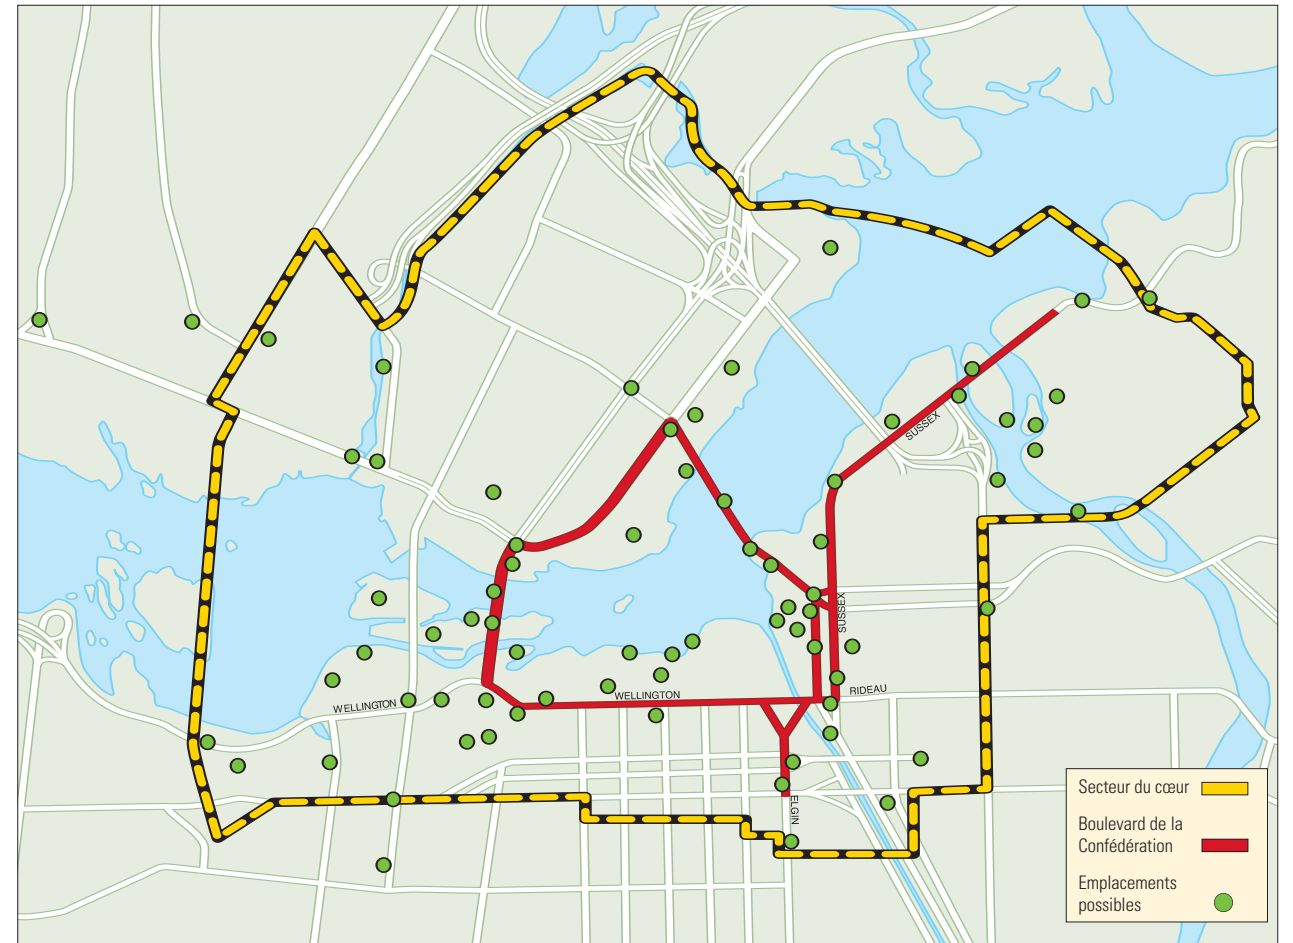 SUSSEX
SUSSEX
WELLINGTON
WELLINGTON
RIDEAU
ELGIN
Secteur du cœur
Boulevard de la
Confédération
Emplacements
possibles